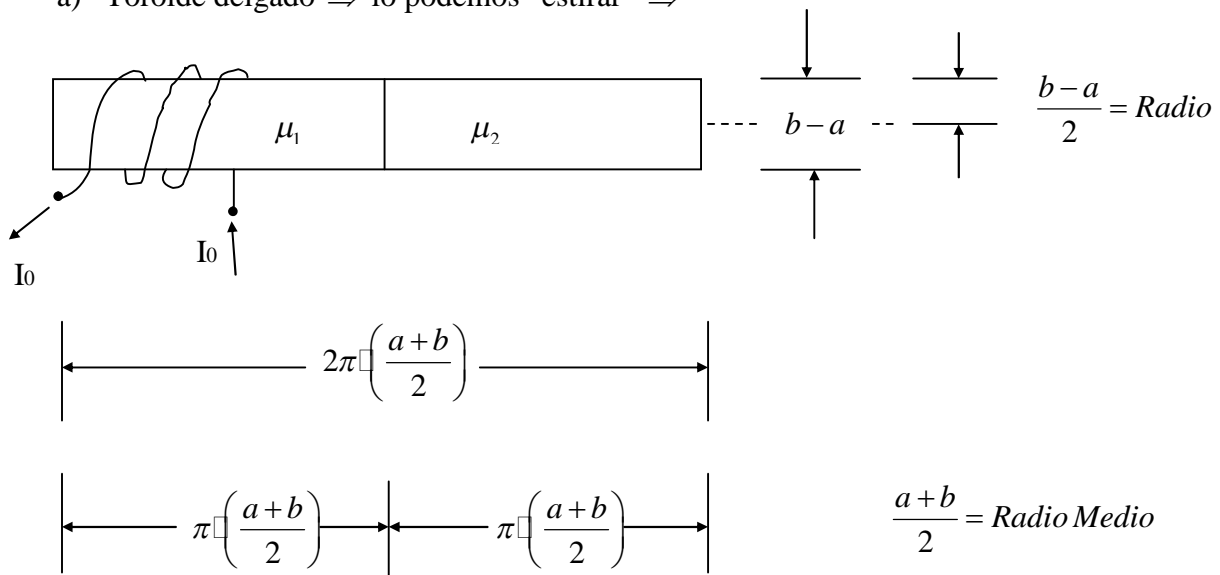 a) Toroide delgado ⇒ lo podemos "estirar" ⇒
μ₁ μ₂ b−a (b−a)/2 = Radio
I0
I0
2π▯((a+b)/2)
π▯((a+b)/2) π▯((a+b)/2) (a+b)/2 = Radio Medio